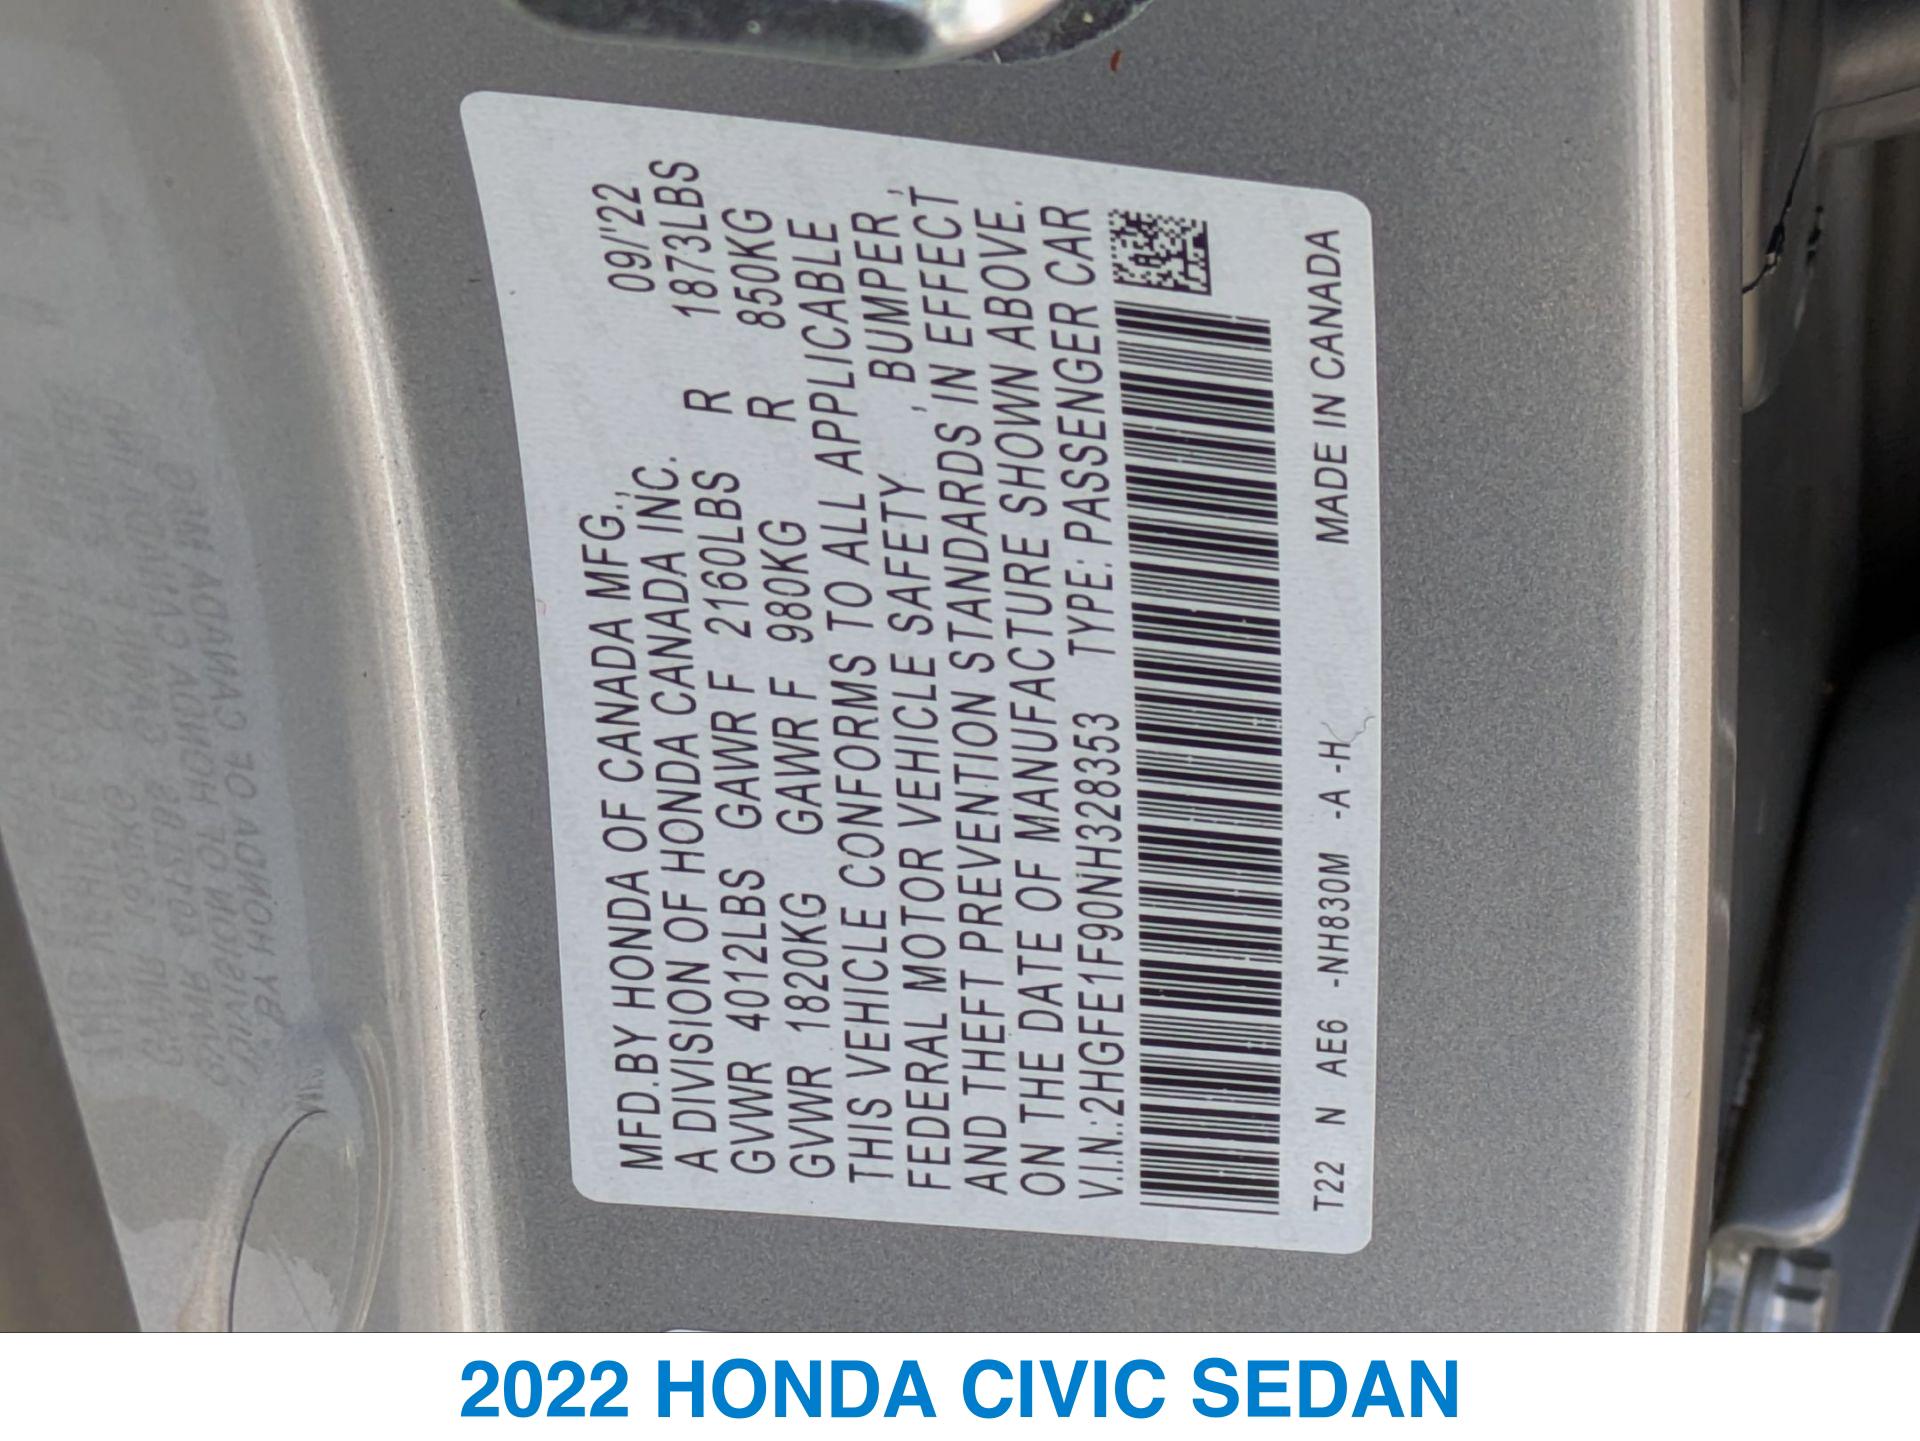 MFD.BY HONDA OF CANADA MFG., 09/'22
A DIVISION OF HONDA CANADA INC.
GVWR 4012LBS GAWR F 2160LBS R 1873LBS
GVWR 1820KG GAWR F 980KG R 850KG
THIS VEHICLE CONFORMS TO ALL APPLICABLE
FEDERAL MOTOR VEHICLE SAFETY , BUMPER ,
AND THEFT PREVENTION STANDARDS IN EFFECT
ON THE DATE OF MANUFACTURE SHOWN ABOVE.
V.I.N.:2HGFE1F90NH328353 TYPE: PASSENGER CAR
T22 N AE6 -NH830M -A -H MADE IN CANADA
2022 HONDA CIVIC SEDAN